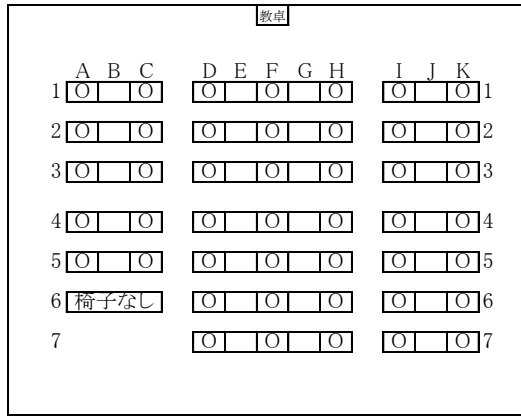 教卓
A B C D E F G H I J K
1 O O O O O O O 1
2 O O O O O O O 2
3 O O O O O O O 3
4 O O O O O O O 4
5 O O O O O O O 5
6 椅子なし O O O O O 6
7 O O O O O 7